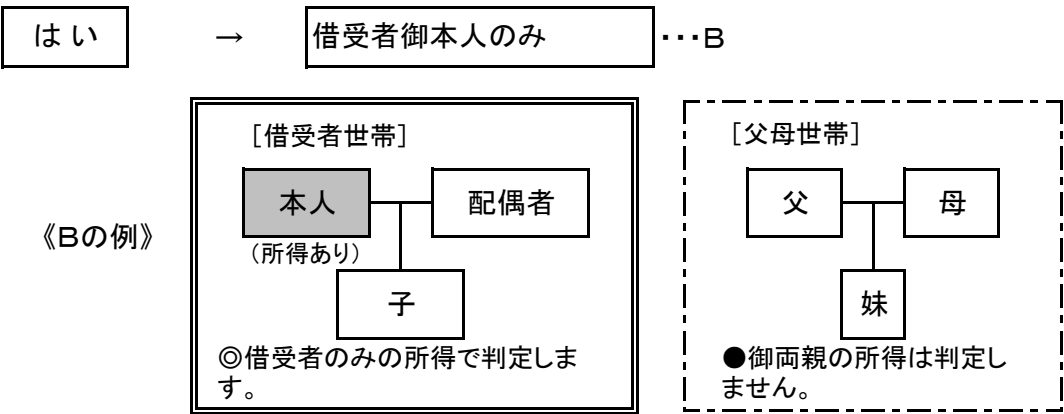 はい → 借受者御本人のみ ・・・B
[借受者世帯]
本人 配偶者
(所得あり)
子
◎借受者のみの所得で判定しま
す。
《Bの例》
[父母世帯]
父 母
妹
●御両親の所得は判定し
ません。